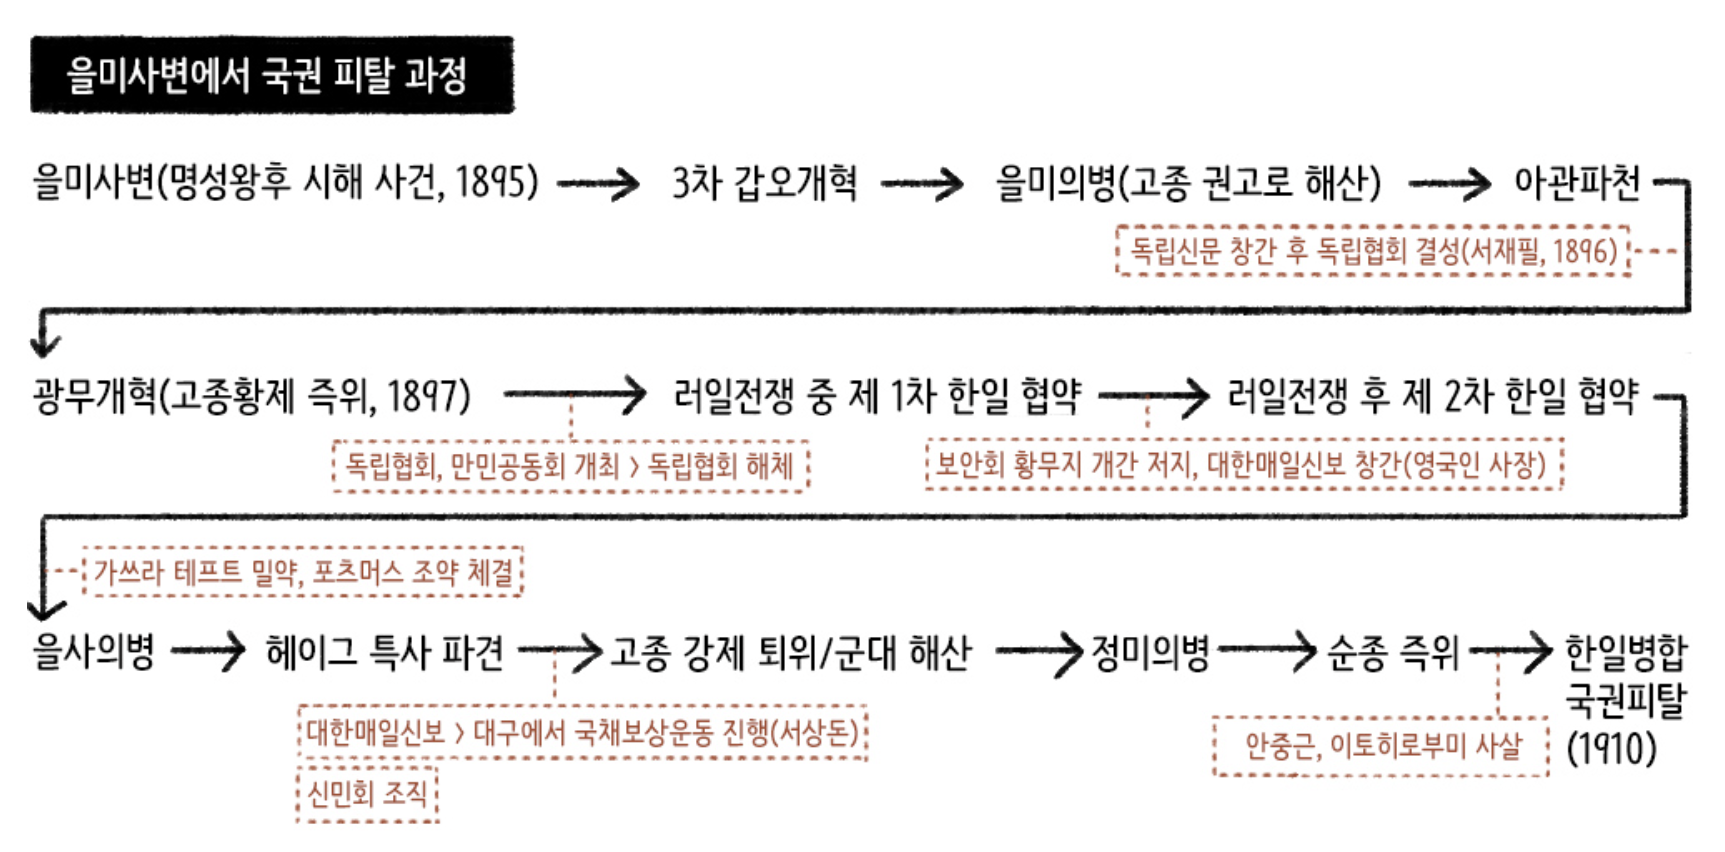 을미사변에서 국권 피탈 과정
을미사변(명성왕후 시해 사건, 1895) → 3차 갑오개혁 → 을미의병(고종 권고로 해산) → 아관파천
독립신문 창간 후 독립협회 결성(서재필, 1896)
광무개혁(고종황제 즉위, 1897) → 러일전쟁 중 제 1차 한일 협약 → 러일전쟁 후 제 2차 한일 협약
독립협회, 만민공동회 개최 > 독립협회 해체
보안회 황무지 개간 저지, 대한매일신보 창간(영국인 사장)
가쓰라 테프트 밀약, 포츠머스 조약 체결
을사의병 → 헤이그 특사 파견 → 고종 강제 퇴위/군대 해산 → 정미의병 → 순종 즉위 → 한일병합
국권피탈
(1910)
대한매일신보 > 대구에서 국채보상운동 진행(서상돈)
안중근, 이토히로부미 사살
신민회 조직